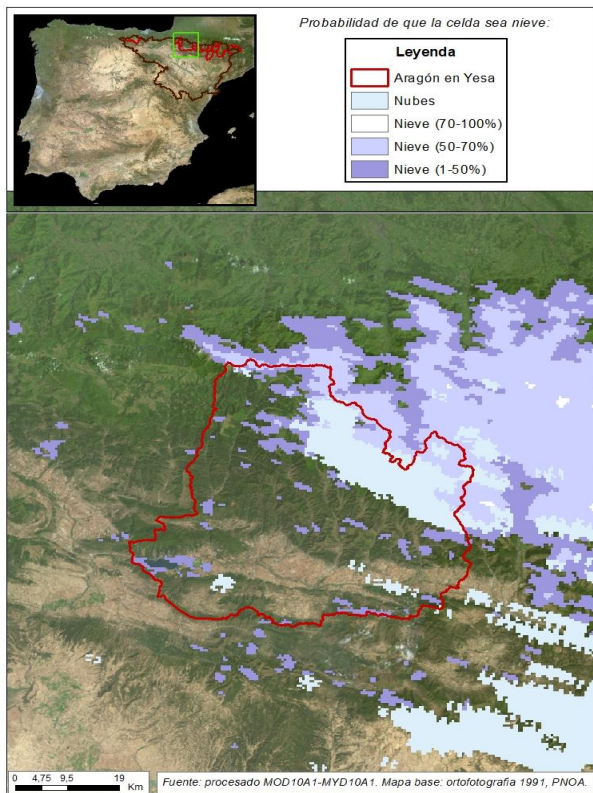 Probabilidad de que la celda sea nieve:
Leyenda
Aragón en Yesa
Nubes
Nieve (70-100%)
Nieve (50-70%)
Nieve (1-50%)
0 4,75 9,5 19
Km
Fuente: procesado MOD10A1-MYD10A1. Mapa base: ortofotografia 1991, PNOA.